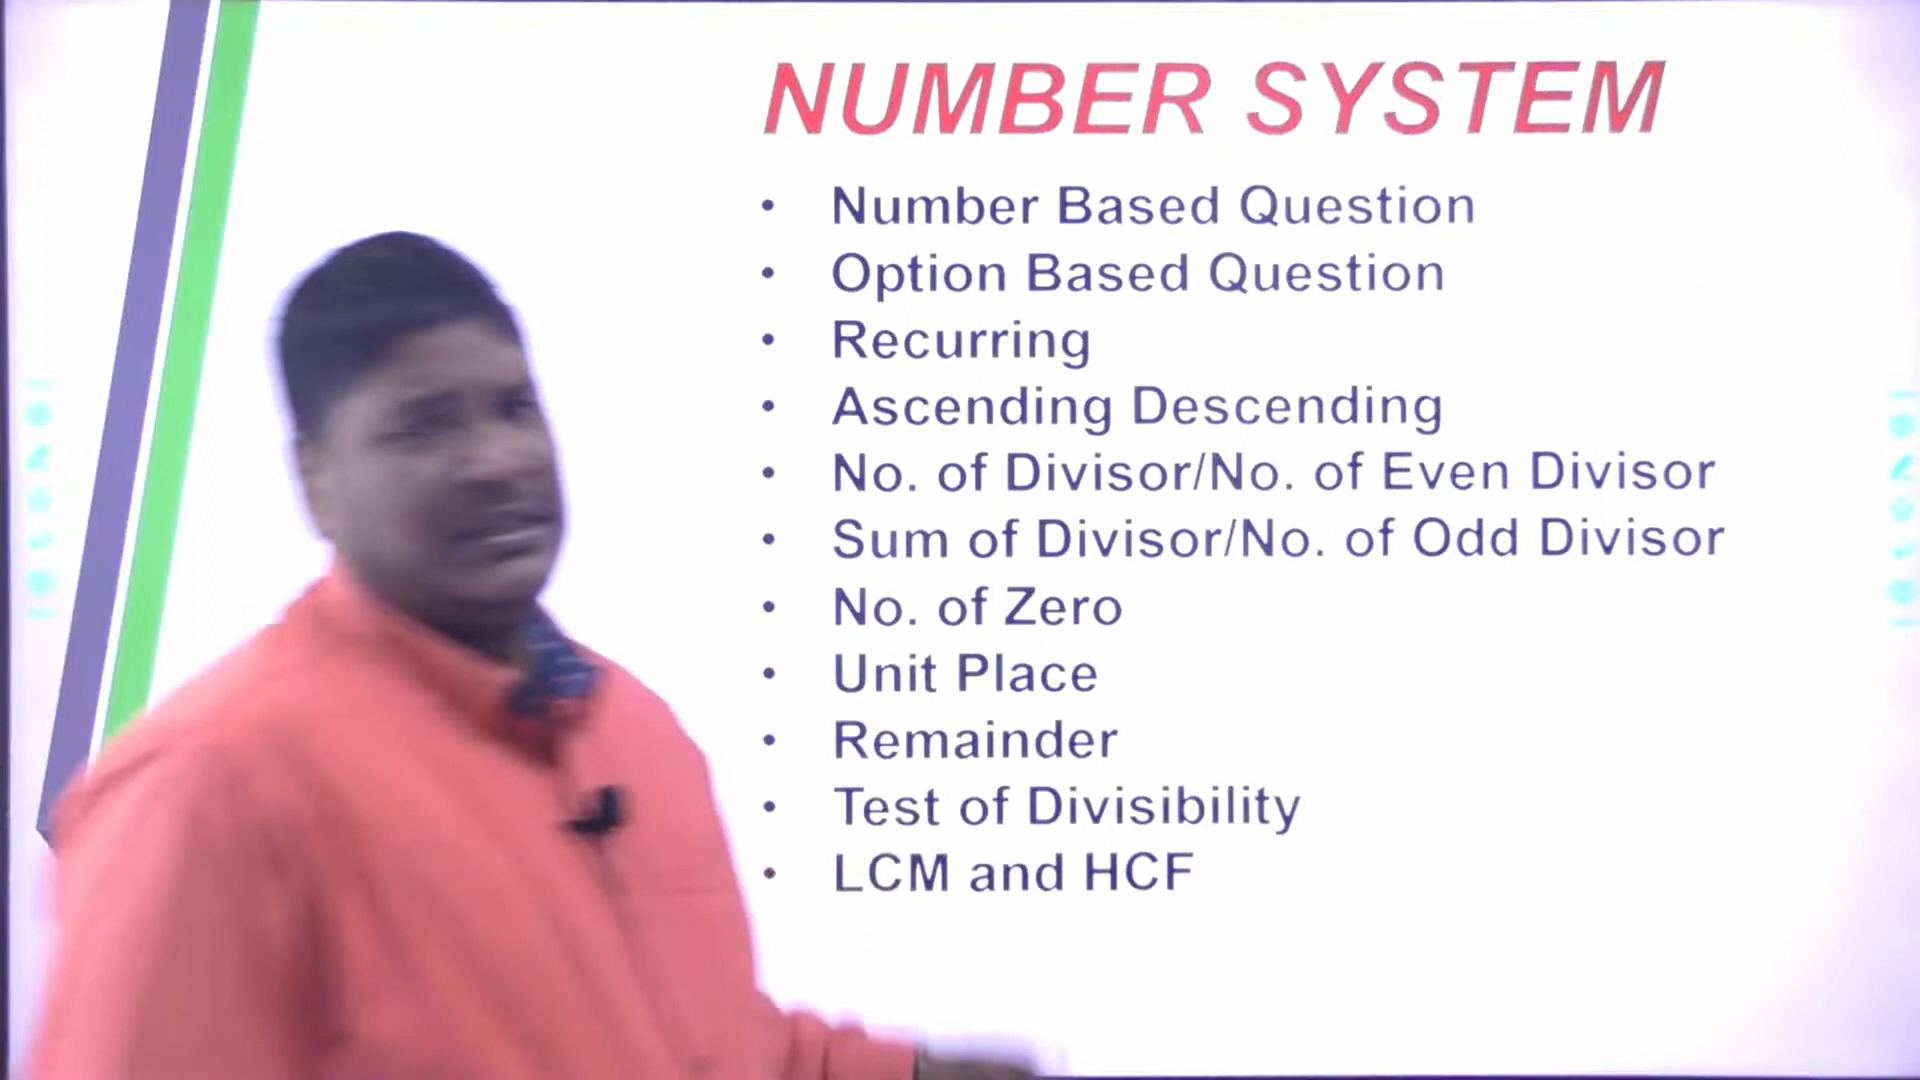 NUMBER SYSTEM
• Number Based Question
• Option Based Question
• Recurring
• Ascending Descending
• No. of Divisor/No. of Even Divisor
• Sum of Divisor/No. of Odd Divisor
• No. of Zero
• Unit Place
• Remainder
• Test of Divisibility
• LCM and HCF